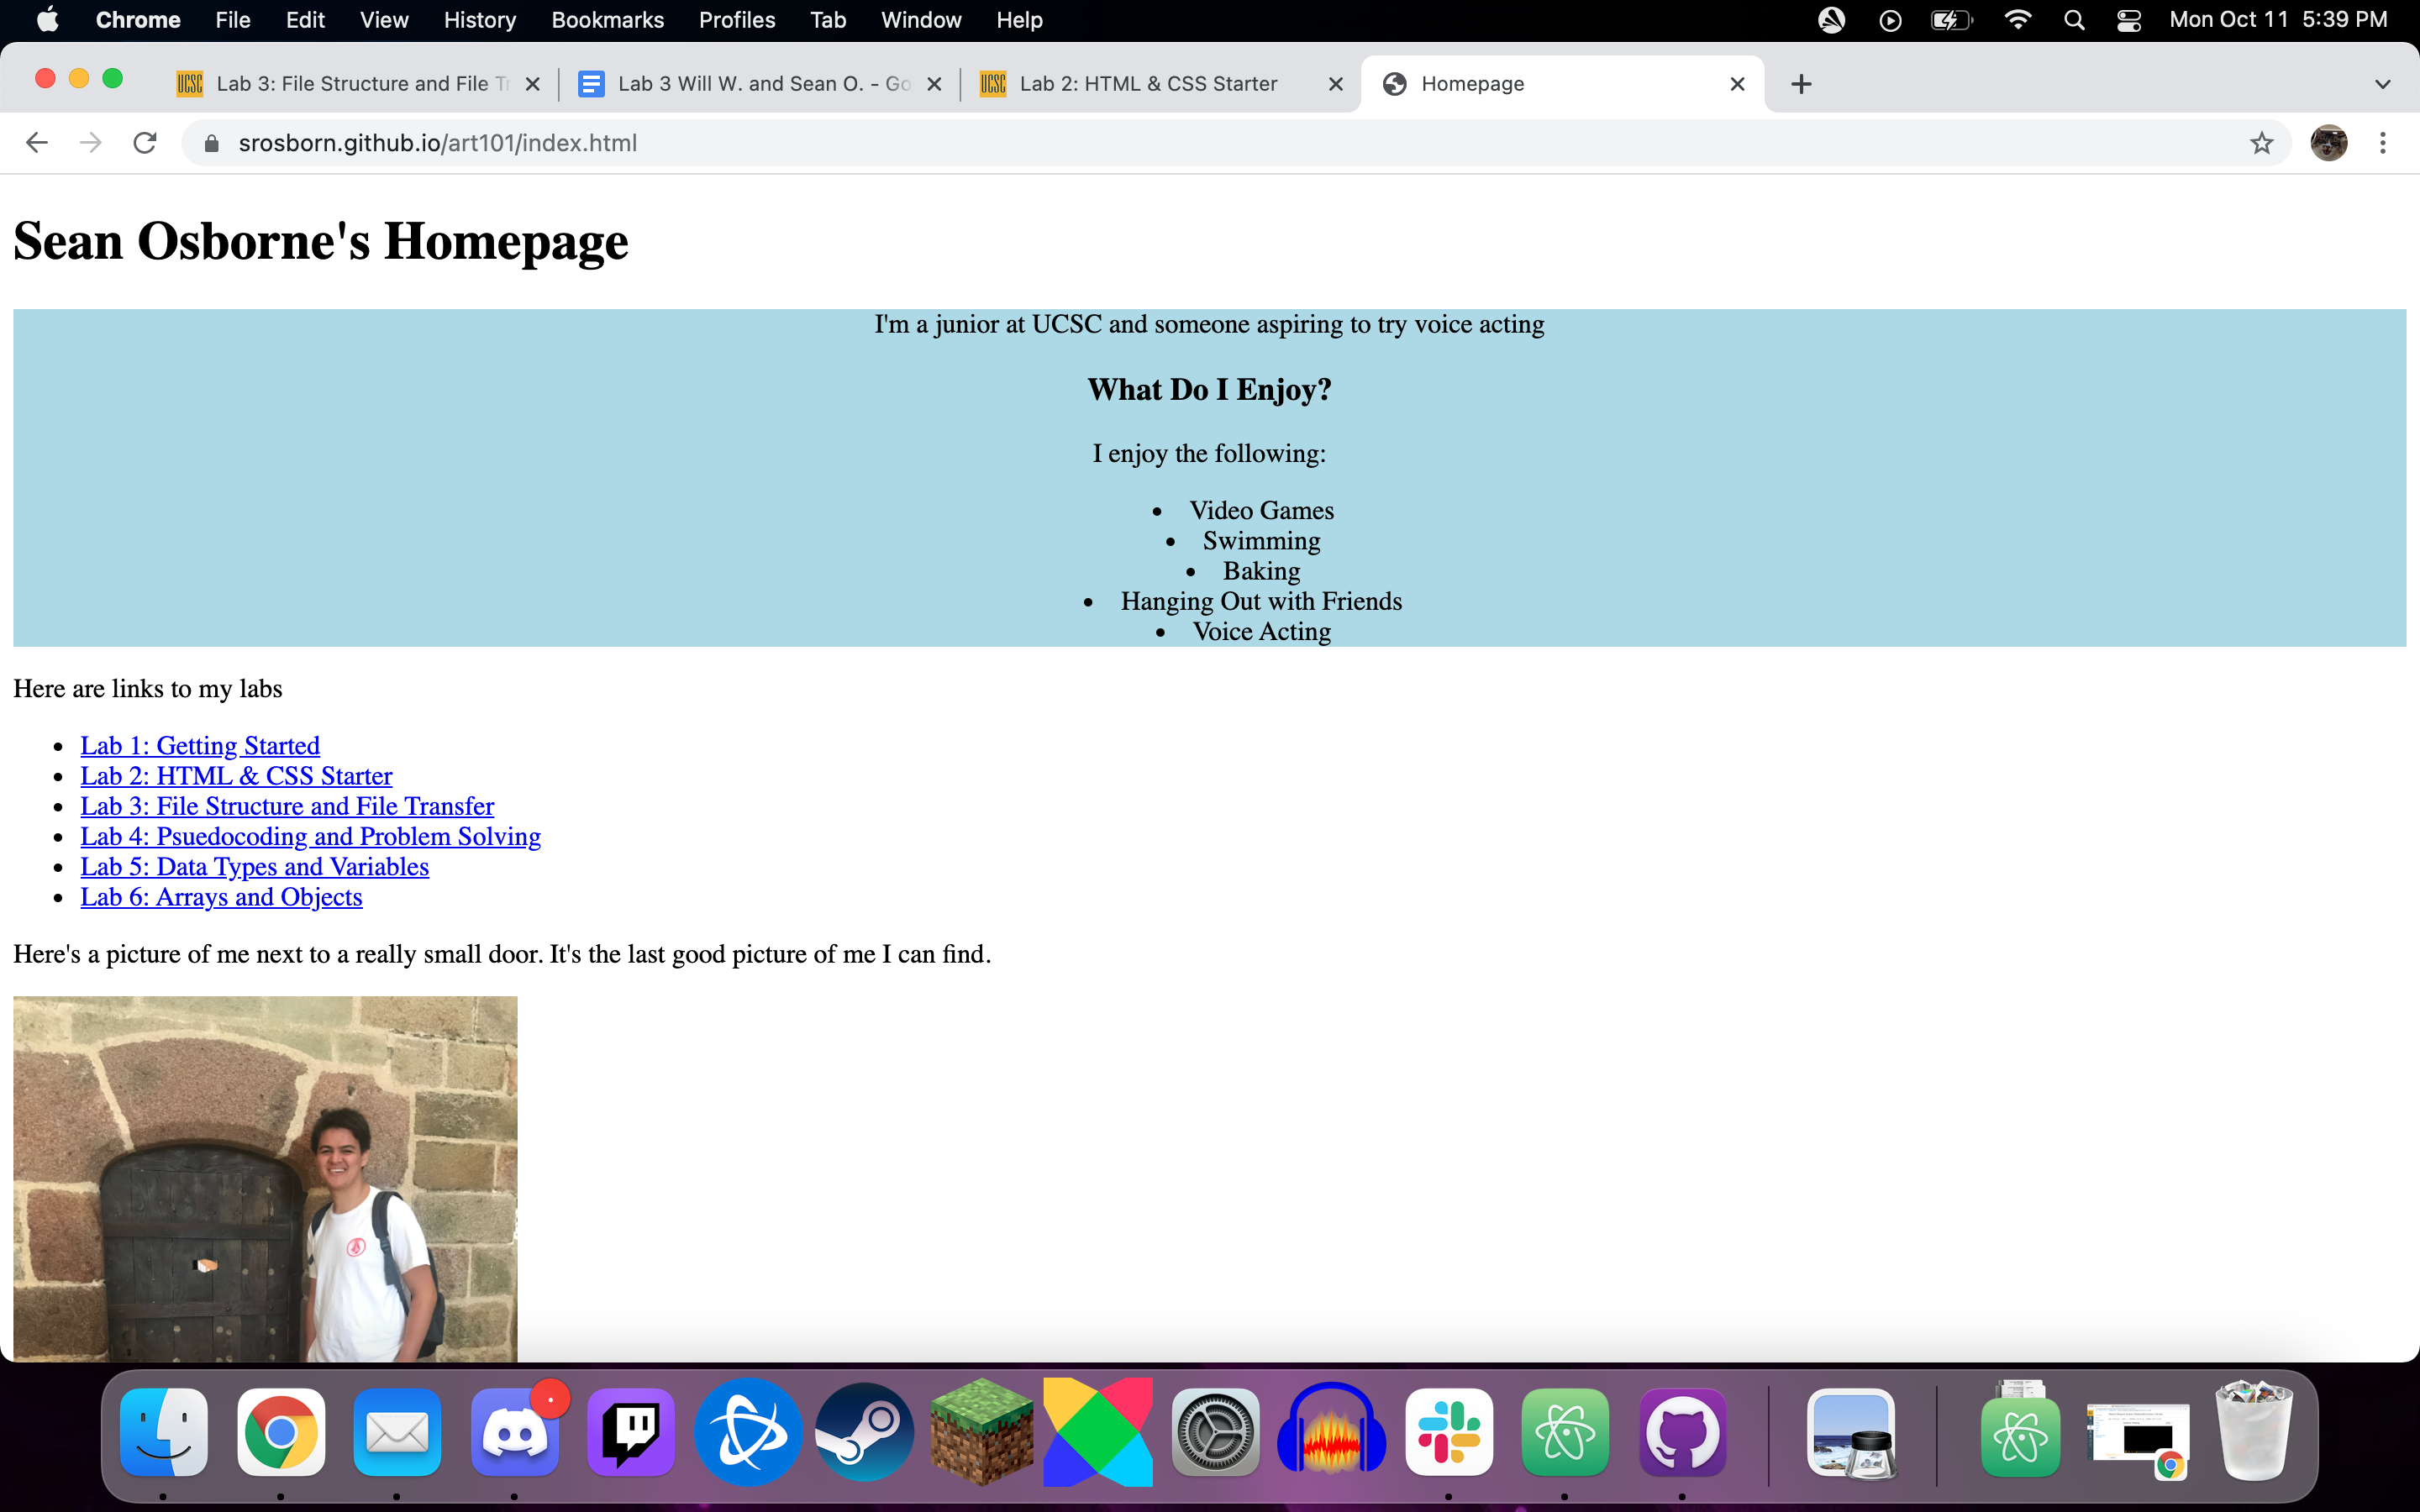 Chrome File Edit View History Bookmarks Profiles Tab Window Help Mon Oct 11 5:39 PM
UCSC Lab 3: File Structure and File Tr Lab 3 Will W. and Sean O. - Go UCSC Lab 2: HTML & CSS Starter Homepage
srosborn.github.io/art101/index.html
Sean Osborne's Homepage
I'm a junior at UCSC and someone aspiring to try voice acting
What Do I Enjoy?
I enjoy the following:
• Video Games
• Swimming
• Baking
• Hanging Out with Friends
• Voice Acting
Here are links to my labs
• Lab 1: Getting Started
• Lab 2: HTML & CSS Starter
• Lab 3: File Structure and File Transfer
• Lab 4: Psuedocoding and Problem Solving
• Lab 5: Data Types and Variables
• Lab 6: Arrays and Objects
Here's a picture of me next to a really small door. It's the last good picture of me I can find.